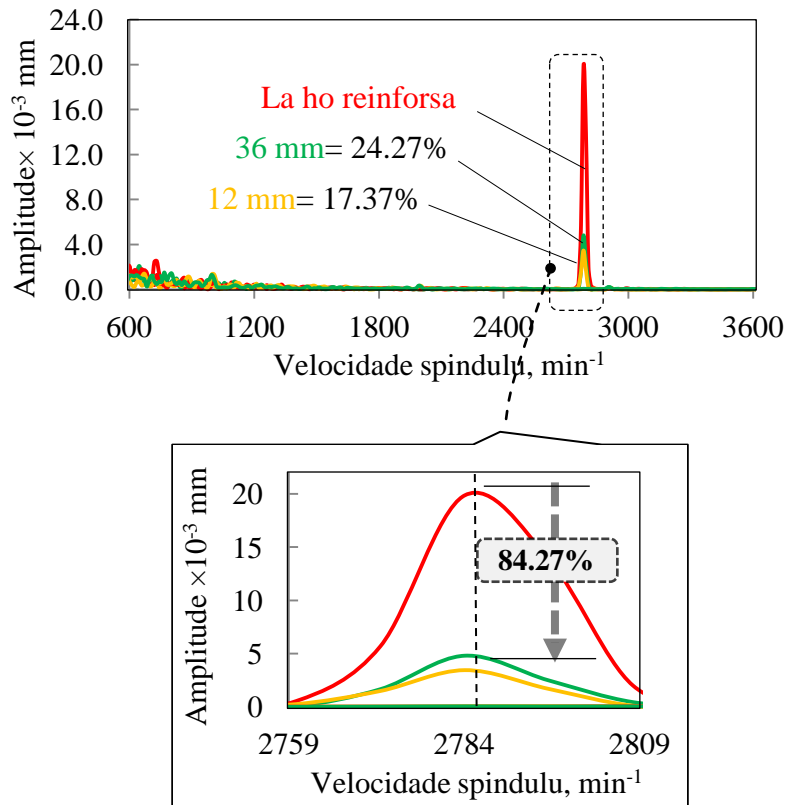 24.0
20.0
16.0
12.0
8.0
4.0
0.0
Amplitude× 10⁻³ mm
La ho reinforsa
36 mm= 24.27%
12 mm= 17.37%
600 1200 1800 2400 3000 3600
Velocidade spindulu, min⁻¹
20
15
10
5
0
Amplitude ×10⁻³ mm
84.27%
2759 2784 2809
Velocidade spindulu, min⁻¹